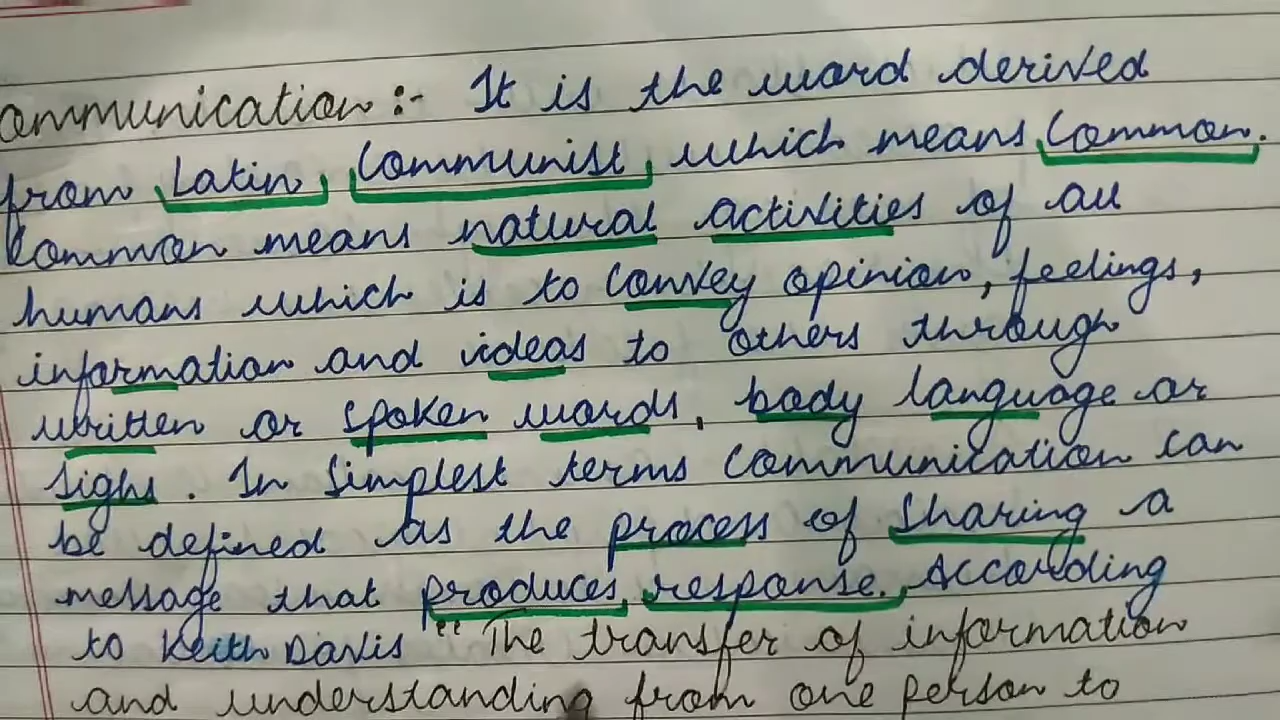 ommunication :- It is the word derived
from Latin, Communist, which means Common.
Common means natural activities of all
humans which is to convey opinion, feelings,
information and ideas to others through
written or spoken words, body language or
sighs. In Simplest terms communication can
be defined as the process of sharing a
message that produces, response. According
to Keith Davis "The transfer of information
and understanding from one person to